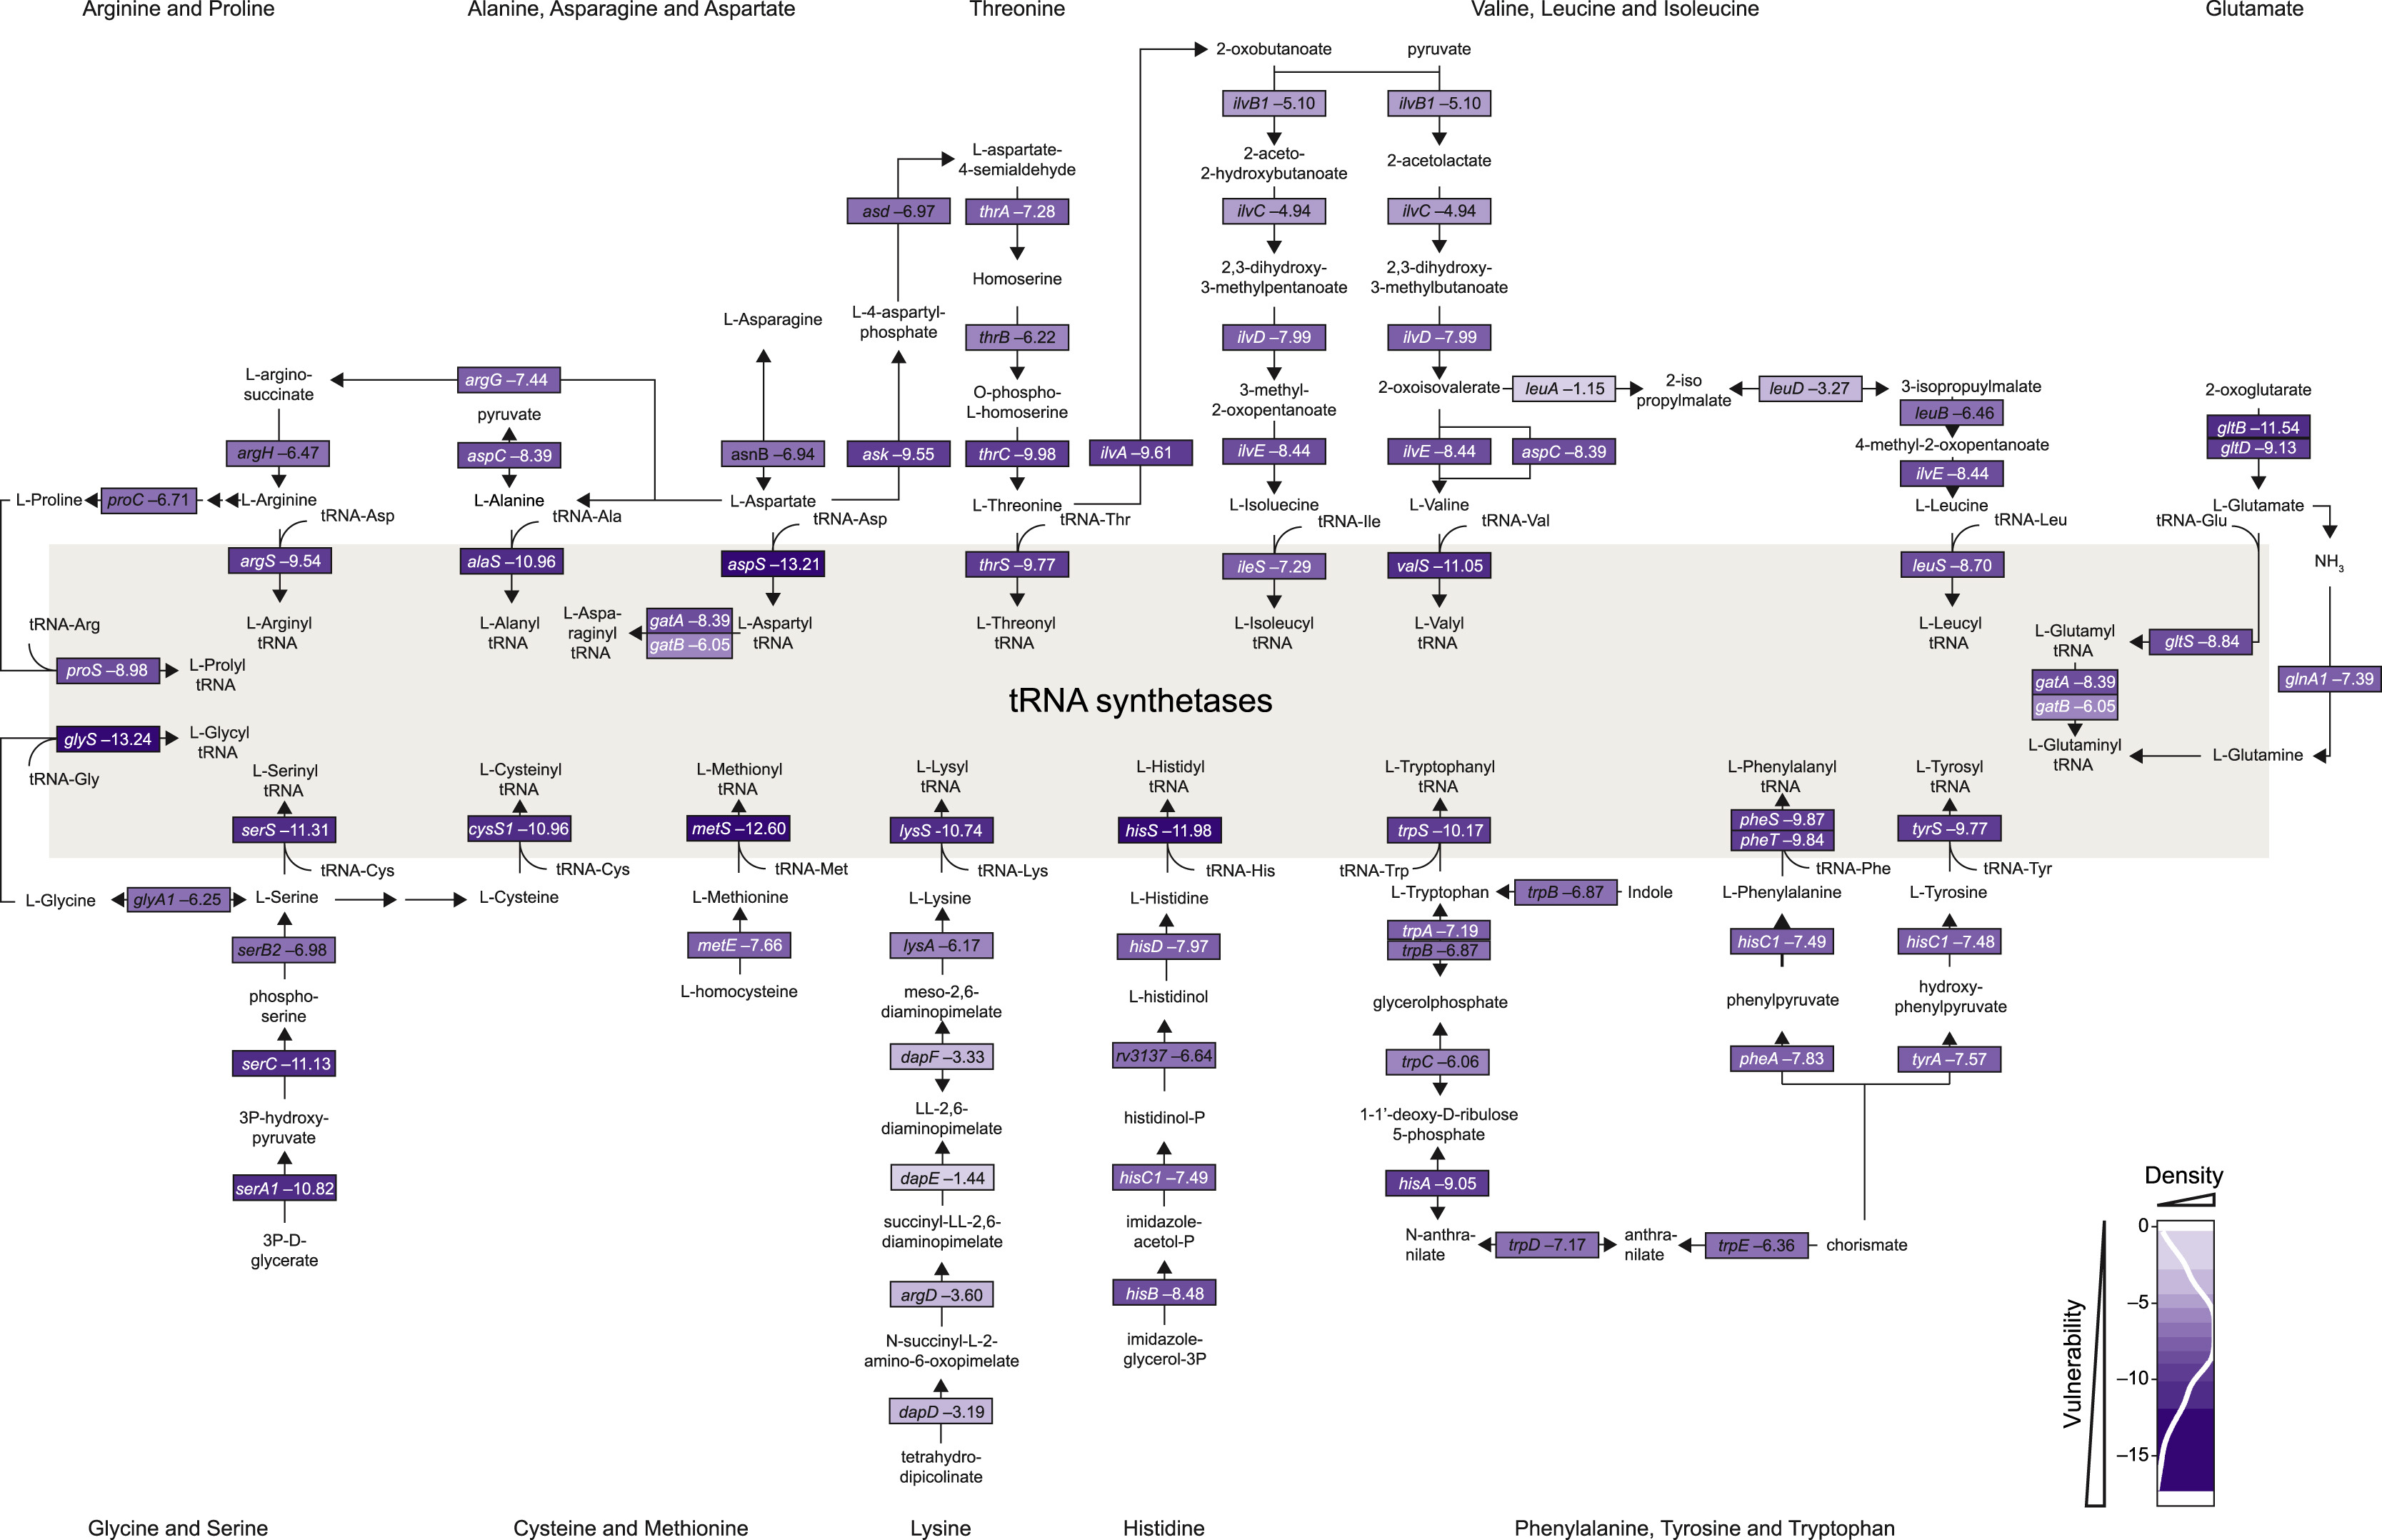 Arginine and Proline
Alanine, Asparagine and Aspartate
Threonine
Valine, Leucine and Isoleucine
Glutamate
2-oxobutanoate
pyruvate
ilvB1 –5.10
ilvB1 –5.10
L-aspartate-
4-semialdehyde
2-aceto-
2-hydroxybutanoate
2-acetolactate
asd –6.97
thrA –7.28
ilvC –4.94
ilvC –4.94
Homoserine
2,3-dihydroxy-
3-methylpentanoate
2,3-dihydroxy-
3-methylbutanoate
L-Asparagine
L-4-aspartyl-
phosphate
thrB –6.22
ilvD –7.99
ilvD –7.99
L-argino-
succinate
argG –7.44
pyruvate
O-phospho-
L-homoserine
3-methyl-
2-oxopentanoate
2-oxoisovalerate
leuA –1.15
2-iso
propylmalate
leuD –3.27
3-isopropuylmalate
leuB –6.46
4-methyl-2-oxopentanoate
2-oxoglutarate
gltB –11.54
gltD –9.13
argH –6.47
aspC –8.39
asnB –6.94
ask –9.55
thrC –9.98
ilvA –9.61
ilvE –8.44
ilvE –8.44
aspC –8.39
ilvE –8.44
L-Proline
proC –6.71
L-Arginine
L-Alanine
L-Aspartate
L-Threonine
L-Isoluecine
L-Valine
L-Leucine
L-Glutamate
tRNA-Asp
tRNA-Ala
tRNA-Asp
tRNA-Thr
tRNA-Ile
tRNA-Val
tRNA-Leu
tRNA-Glu
argS –9.54
alaS –10.96
aspS –13.21
thrS –9.77
ileS –7.29
valS –11.05
leuS –8.70
NH3
tRNA-Arg
L-Arginyl
tRNA
L-Alanyl
tRNA
L-Aspa-
raginyl
tRNA
gatA –8.39
gatB –6.05
L-Aspartyl
tRNA
L-Threonyl
tRNA
L-Isoleucyl
tRNA
L-Valyl
tRNA
L-Leucyl
tRNA
L-Glutamyl
tRNA
gltS –8.84
proS –8.98
L-Prolyl
tRNA
gatA –8.39
gatB –6.05
glnA1 –7.39
tRNA synthetases
glyS –13.24
L-Glycyl
tRNA
L-Glutaminyl
tRNA
L-Glutamine
tRNA-Gly
L-Serinyl
tRNA
L-Cysteinyl
tRNA
L-Methionyl
tRNA
L-Lysyl
tRNA
L-Histidyl
tRNA
L-Tryptophanyl
tRNA
L-Phenylalanyl
tRNA
L-Tyrosyl
tRNA
serS –11.31
cysS1 –10.96
metS –12.60
lysS -10.74
hisS –11.98
trpS –10.17
pheS –9.87
pheT –9.84
tyrS –9.77
tRNA-Cys
tRNA-Cys
tRNA-Met
tRNA-Lys
tRNA-His
tRNA-Trp
tRNA-Phe
tRNA-Tyr
L-Glycine
glyA1 –6.25
L-Serine
L-Cysteine
L-Methionine
L-Lysine
L-Histidine
L-Tryptophan
trpB –6.87
Indole
L-Phenylalanine
L-Tyrosine
serB2 –6.98
metE –7.66
lysA –6.17
hisD –7.97
trpA –7.19
trpB –6.87
hisC1 –7.49
hisC1 –7.48
phospho-
serine
L-homocysteine
meso-2,6-
diaminopimelate
L-histidinol
glycerolphosphate
phenylpyruvate
hydroxy-
phenylpyruvate
serC –11.13
dapF –3.33
rv3137 –6.64
trpC –6.06
pheA –7.83
tyrA –7.57
3P-hydroxy-
pyruvate
LL-2,6-
diaminopimelate
histidinol-P
1-1'-deoxy-D-ribulose
5-phosphate
serA1 –10.82
dapE –1.44
hisC1 –7.49
hisA –9.05
3P-D-
glycerate
succinyl-LL-2,6-
diaminopimelate
imidazole-
acetol-P
N-anthra-
nilate
trpD –7.17
anthra-
nilate
trpE –6.36
chorismate
argD –3.60
hisB –8.48
N-succinyl-L-2-
amino-6-oxopimelate
imidazole-
glycerol-3P
dapD –3.19
tetrahydro-
dipicolinate
Density
0
–5
–10
–15
Vulnerability
Glycine and Serine
Cysteine and Methionine
Lysine
Histidine
Phenylalanine, Tyrosine and Tryptophan